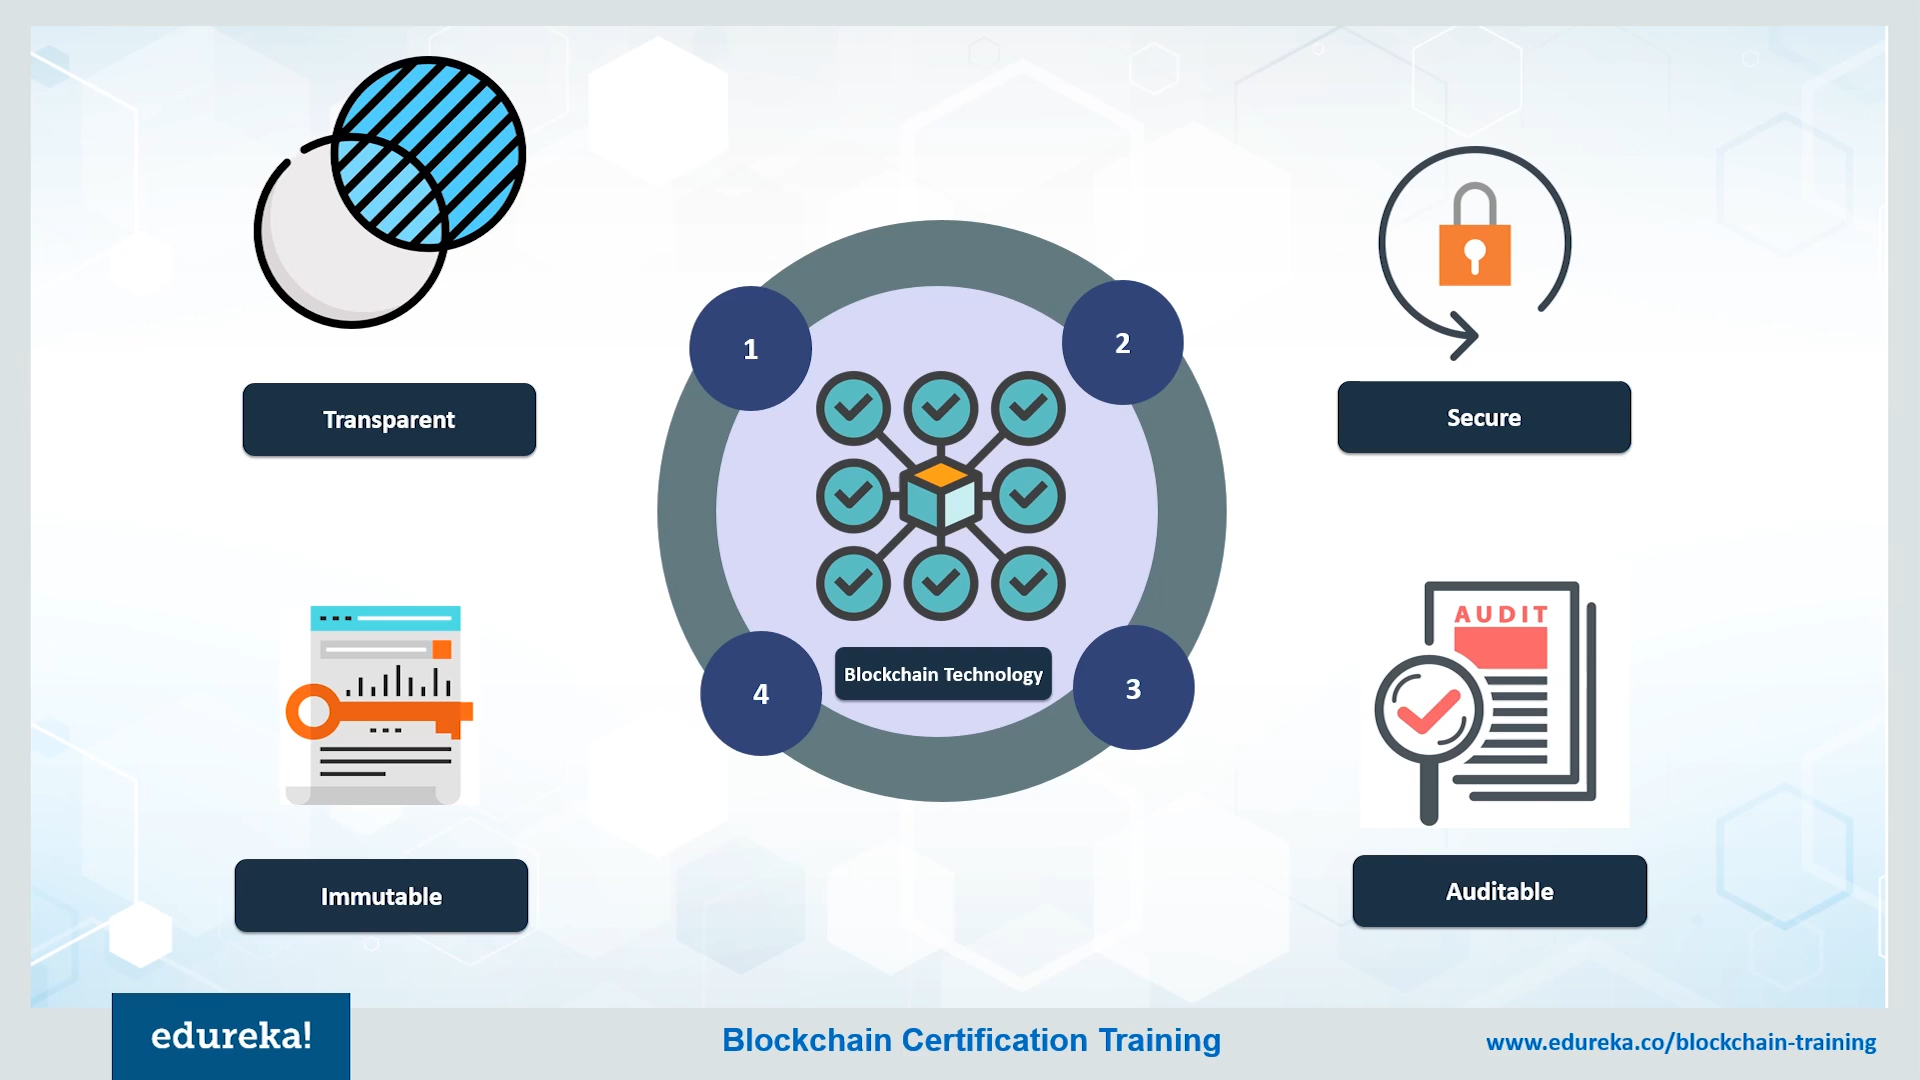 1
2
Transparent
Secure
AUDIT
Blockchain Technology
4
3
Immutable
Auditable
edureka!
Blockchain Certification Training
www.edureka.co/blockchain-training